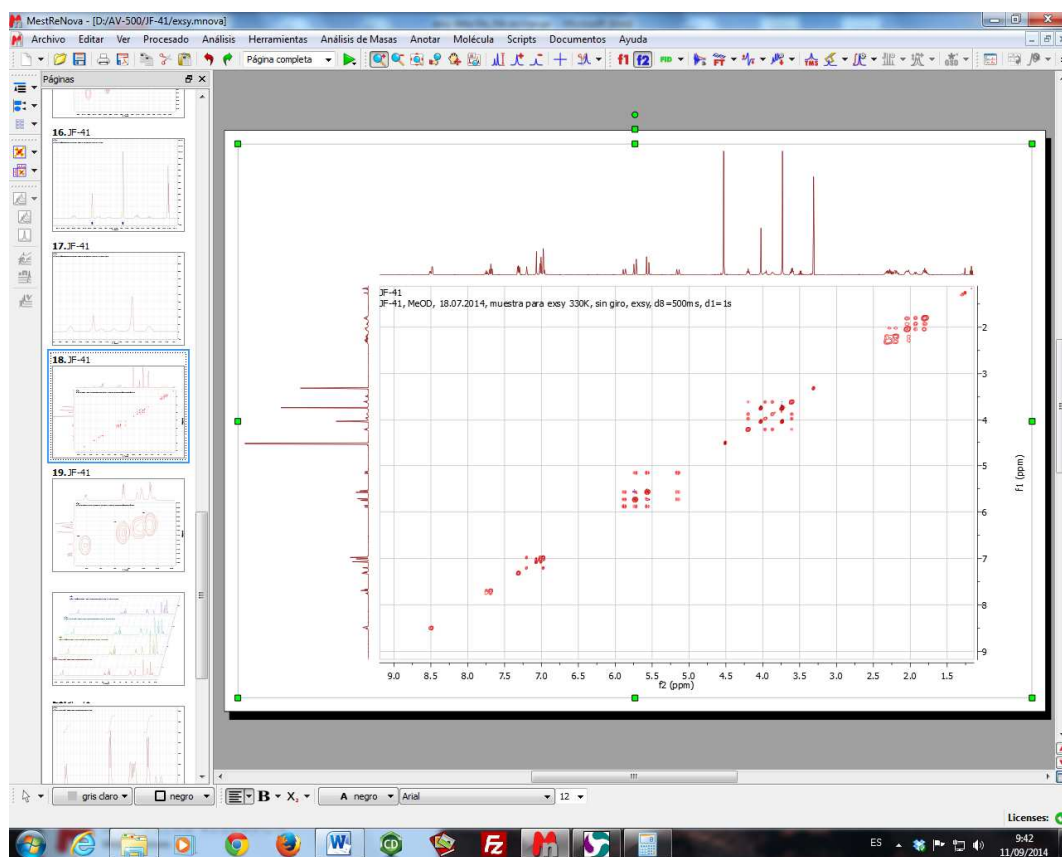 MestReNova - [D:/AV-500/JF-41/exsy.mnova]
Archivo Editar Ver Procesado Análisis Herramientas Análisis de Masas Anotar Molécula Scripts Documentos Ayuda
Página completa f1 f2 FID FT TMS
Páginas
16. JF-41
17. JF-41
18. JF-41
19. JF-41
JF-41
JF-41, MeOD, 18.07.2014, muestra para exsy 330K, sin giro, exsy, d8=500ms, d1=1s
2
3
4
5
6
7
8
9
f1 (ppm)
9.0 8.5 8.0 7.5 7.0 6.5 6.0 5.5 5.0 4.5 4.0 3.5 3.0 2.5 2.0 1.5
f2 (ppm)
gris claro negro B X, A negro Arial 12
Licenses:
ES 9:42
11/09/2014